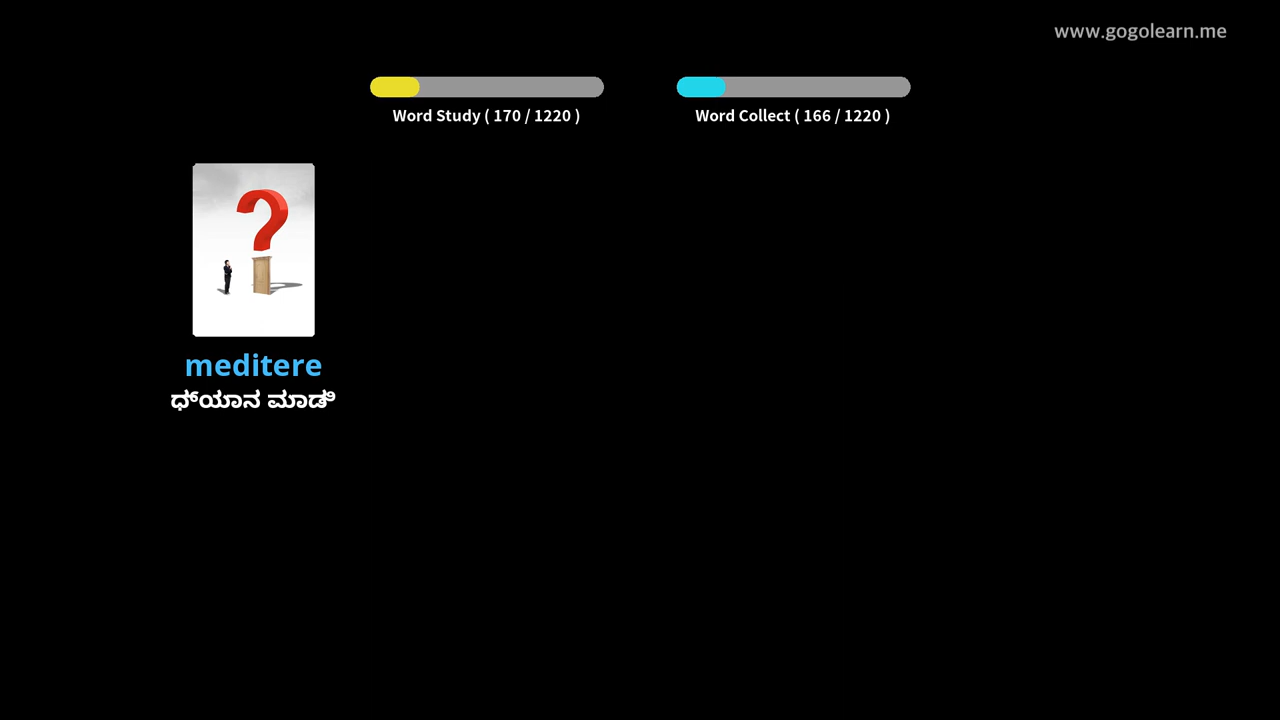 www.gogolearn.me
Word Study ( 170 / 1220 )
Word Collect ( 166 / 1220 )
meditere
ಧ್ಯಾನ ಮಾಡಿ